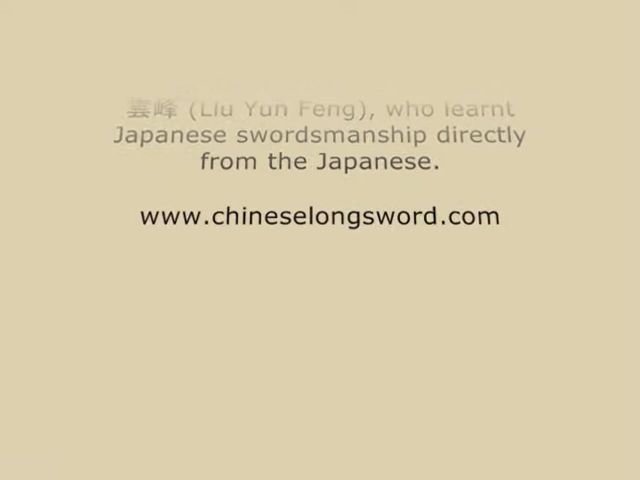 雲峰 (Liu Yun Feng), who learnt
Japanese swordsmanship directly
from the Japanese.
www.chineselongsword.com